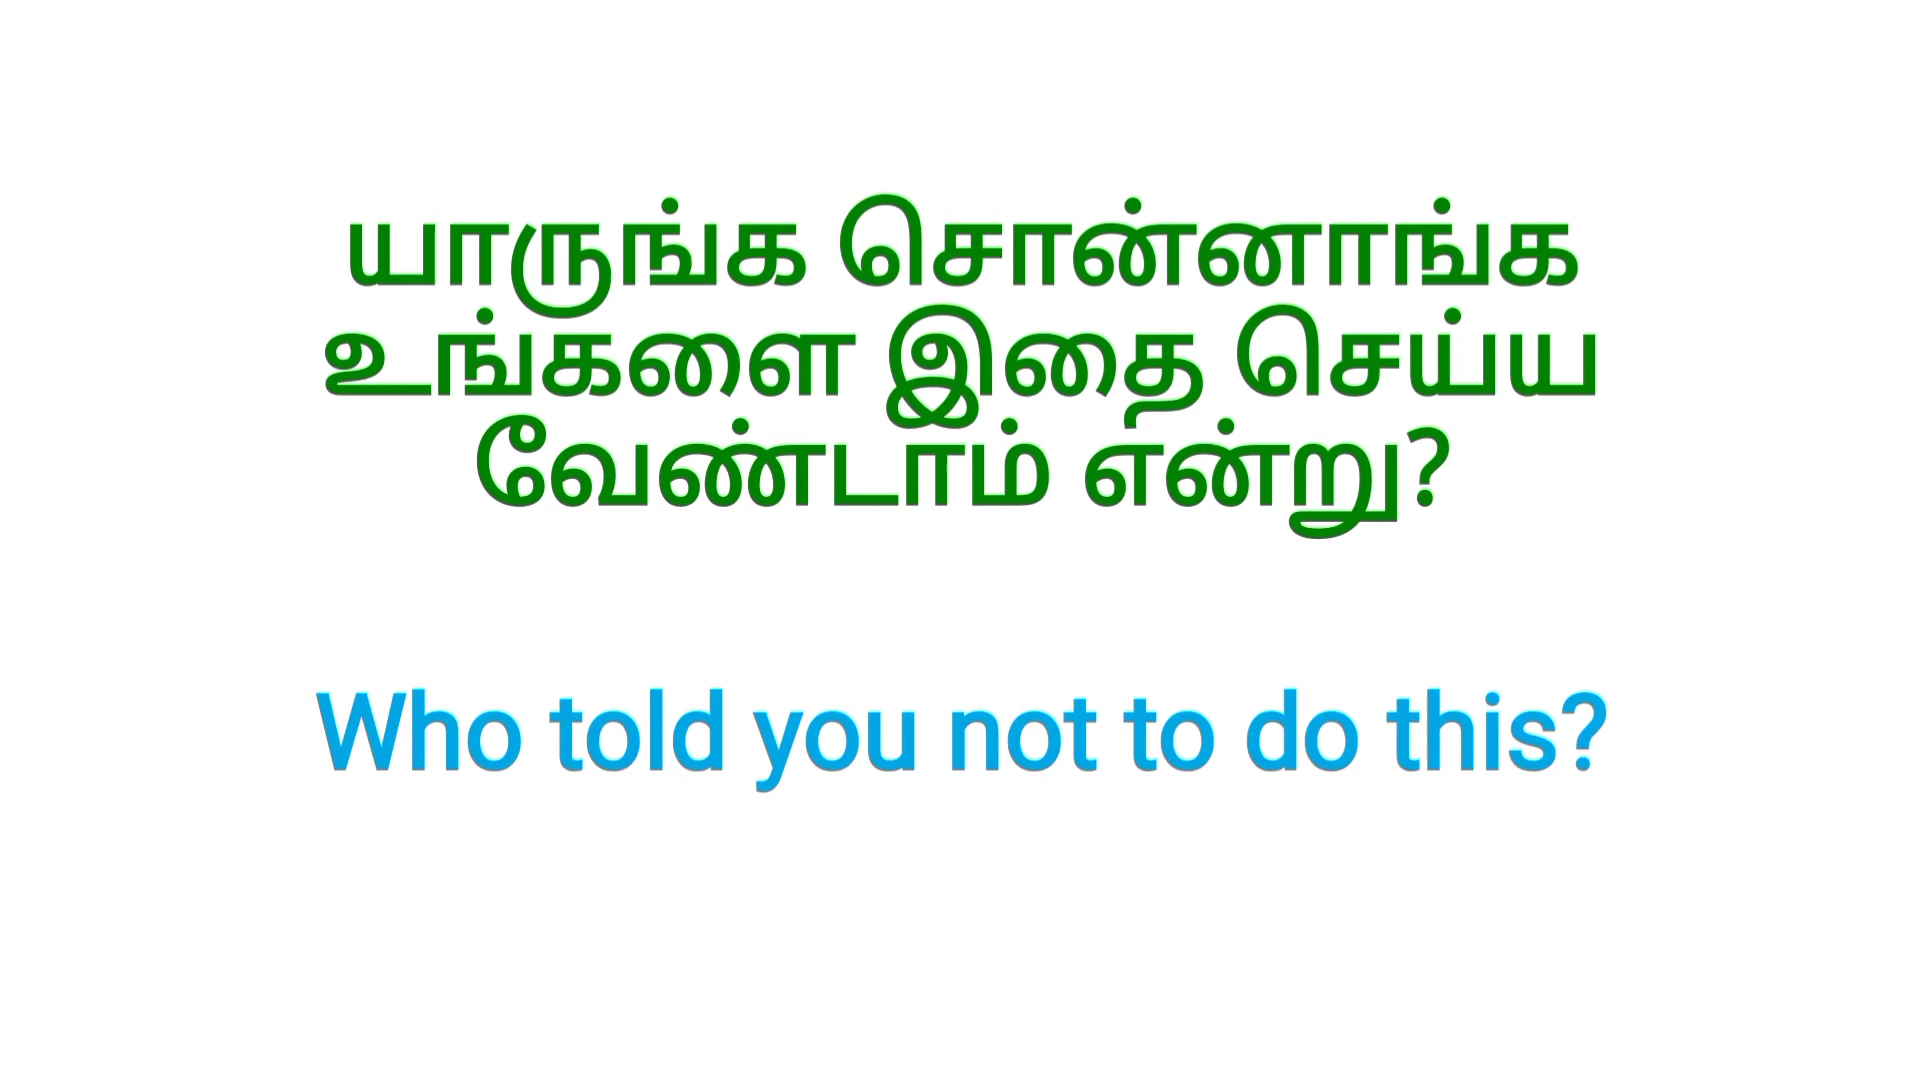 யாருங்க சொன்னாங்க
உங்களை இதை செய்ய
வேண்டாம் என்று?
Who told you not to do this?